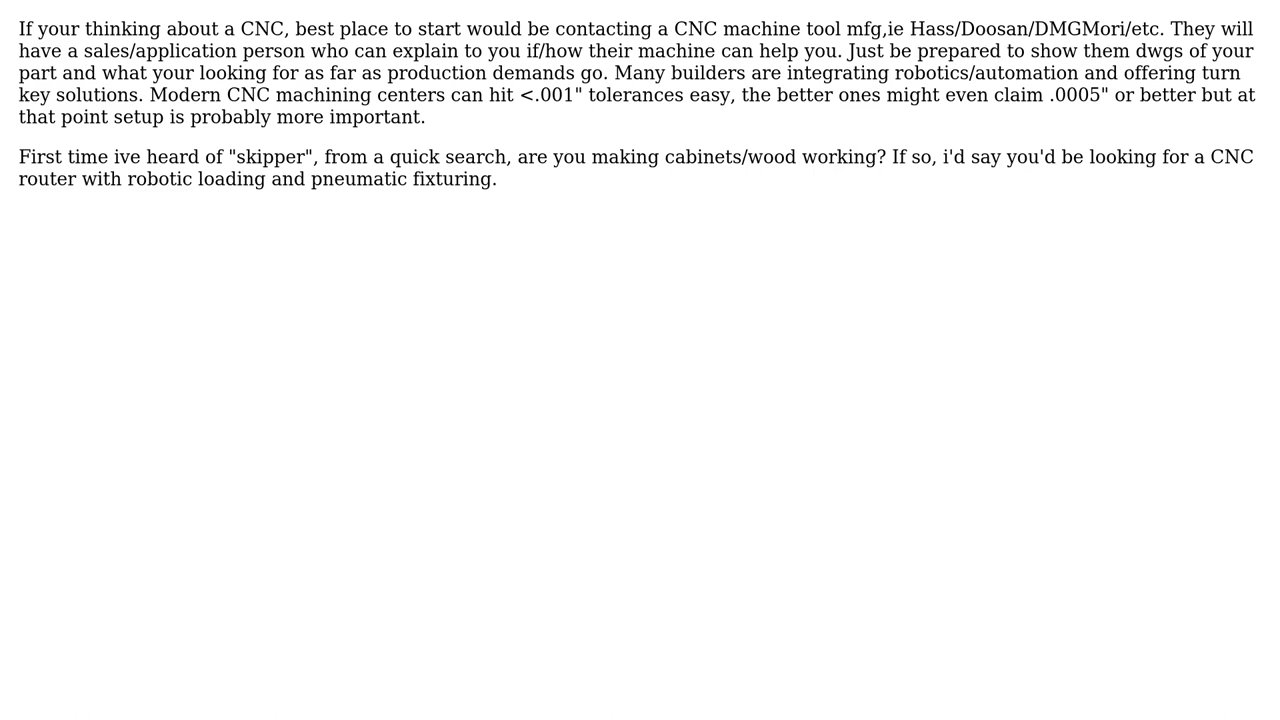 If your thinking about a CNC, best place to start would be contacting a CNC machine tool mfg,ie Hass/Doosan/DMGMori/etc. They will
have a sales/application person who can explain to you if/how their machine can help you. Just be prepared to show them dwgs of your
part and what your looking for as far as production demands go. Many builders are integrating robotics/automation and offering turn
key solutions. Modern CNC machining centers can hit <.001" tolerances easy, the better ones might even claim .0005" or better but at
that point setup is probably more important.
First time ive heard of "skipper", from a quick search, are you making cabinets/wood working? If so, i'd say you'd be looking for a CNC
router with robotic loading and pneumatic fixturing.